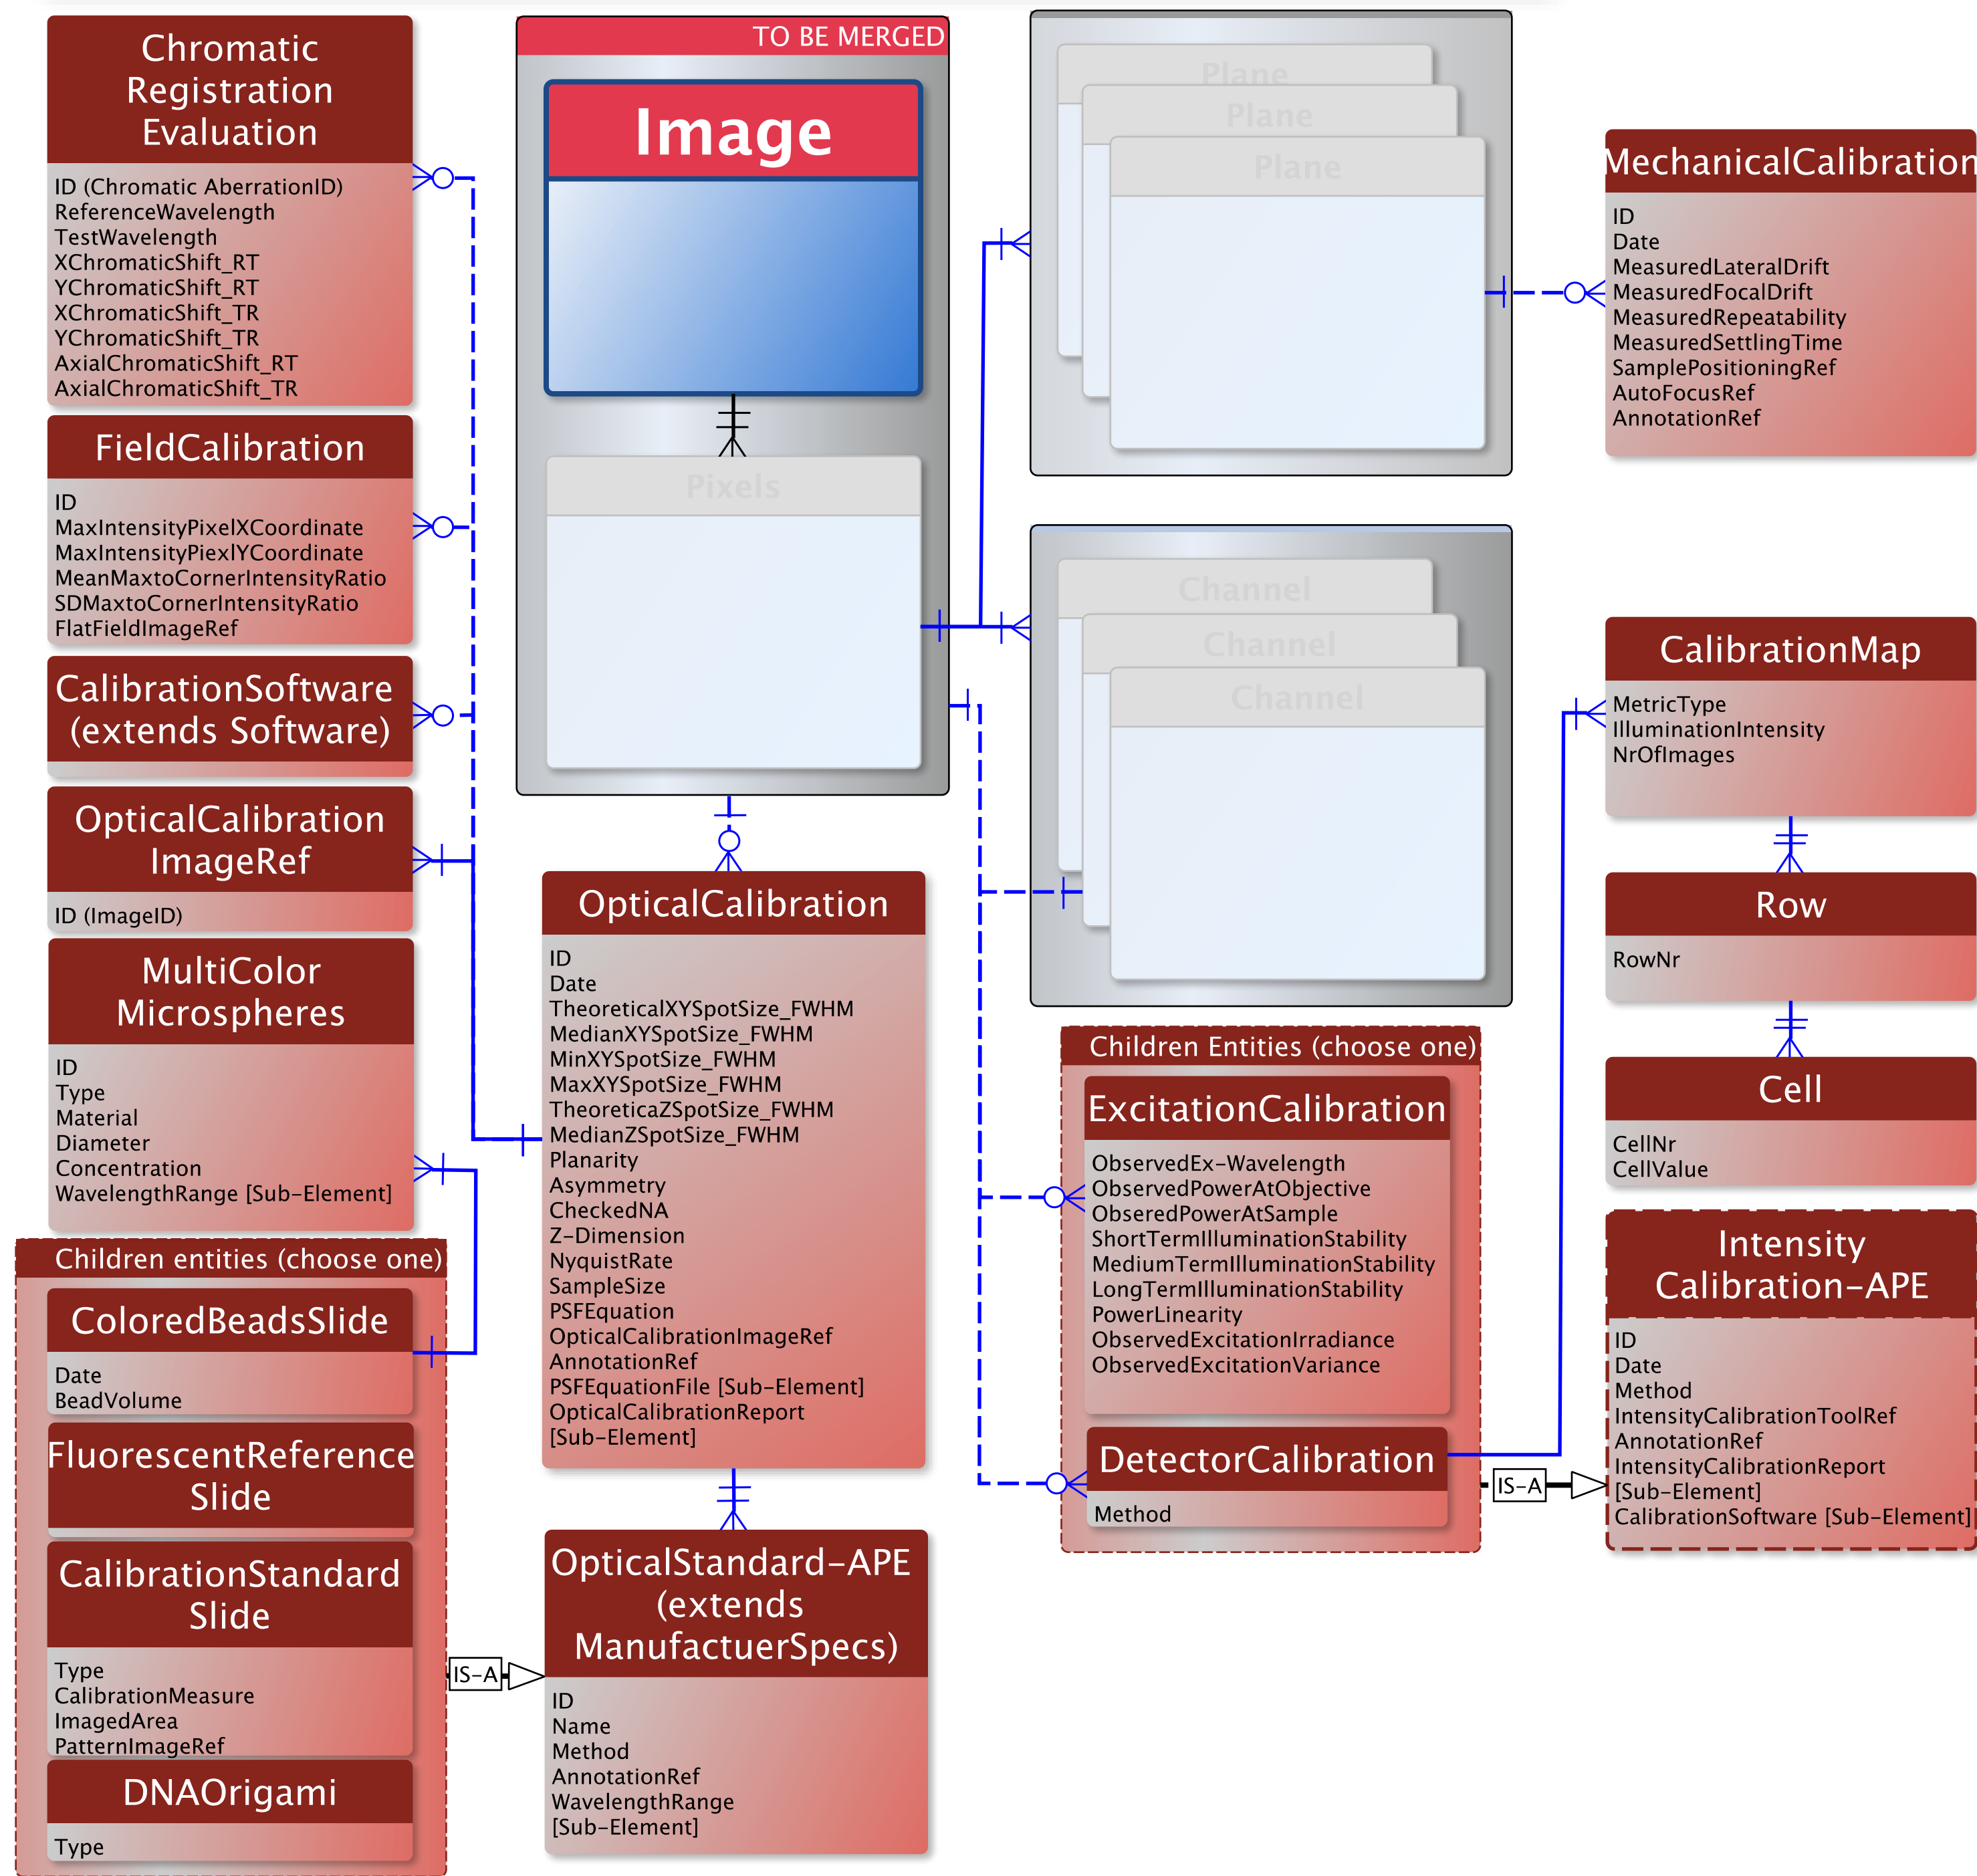 Chromatic
Registration
Evaluation
ID (Chromatic AberrationID)
ReferenceWavelength
TestWavelength
XChromaticShift_RT
YChromaticShift_RT
XChromaticShift_TR
YChromaticShift_TR
AxialChromaticShift_RT
AxialChromaticShift_TR
FieldCalibration
ID
MaxIntensityPixelXCoordinate
MaxIntensityPiexlYCoordinate
MeanMaxtoCornerIntensityRatio
SDMaxtoCornerIntensityRatio
FlatFieldImageRef
CalibrationSoftware
(extends Software)
OpticalCalibration
ImageRef
ID (ImageID)
MultiColor
Microspheres
ID
Type
Material
Diameter
Concentration
WavelengthRange [Sub-Element]
Children entities (choose one)
ColoredBeadsSlide
Date
BeadVolume
FluorescentReference
Slide
CalibrationStandard
Slide
Type
CalibrationMeasure
ImagedArea
PatternImageRef
DNAOrigami
Type
IS-A
TO BE MERGED
Image
Pixels
OpticalCalibration
ID
Date
TheoreticalXYSpotSize_FWHM
MedianXYSpotSize_FWHM
MinXYSpotSize_FWHM
MaxXYSpotSize_FWHM
TheoreticaZSpotSize_FWHM
MedianZSpotSize_FWHM
Planarity
Asymmetry
CheckedNA
Z-Dimension
NyquistRate
SampleSize
PSFEquation
OpticalCalibrationImageRef
AnnotationRef
PSFEquationFile [Sub-Element]
OpticalCalibrationReport
[Sub-Element]
OpticalStandard-APE
(extends
ManufactuerSpecs)
ID
Name
Method
AnnotationRef
WavelengthRange
[Sub-Element]
Plane
Plane
Plane
Channel
Channel
Channel
Children Entities (choose one)
ExcitationCalibration
ObservedEx-Wavelength
ObservedPowerAtObjective
ObseredPowerAtSample
ShortTermIlluminationStability
MediumTermIlluminationStability
LongTermIlluminationStability
PowerLinearity
ObservedExcitationIrradiance
ObservedExcitationVariance
DetectorCalibration
Method
IS-A
MechanicalCalibration
ID
Date
MeasuredLateralDrift
MeasuredFocalDrift
MeasuredRepeatability
MeasuredSettlingTime
SamplePositioningRef
AutoFocusRef
AnnotationRef
CalibrationMap
MetricType
IlluminationIntensity
NrOfImages
Row
RowNr
Cell
CellNr
CellValue
Intensity
Calibration-APE
ID
Date
Method
IntensityCalibrationToolRef
AnnotationRef
IntensityCalibrationReport
[Sub-Element]
CalibrationSoftware [Sub-Element]